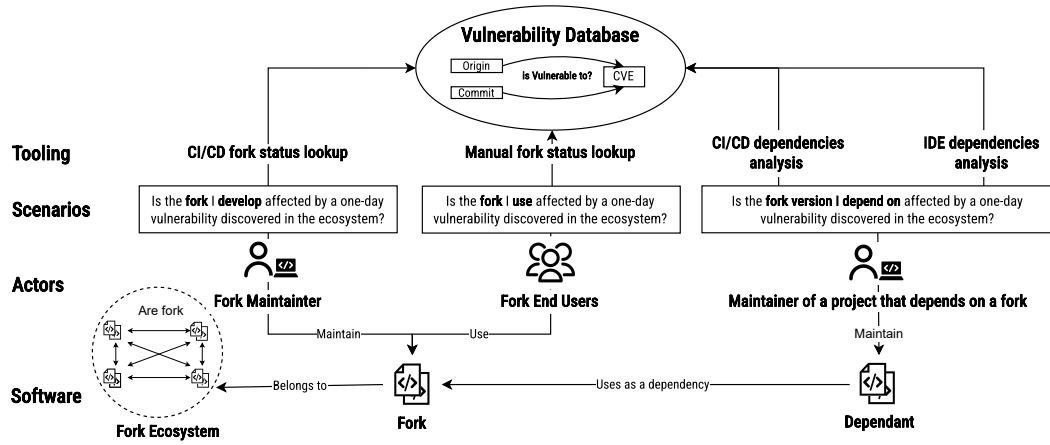 Vulnerability Database
Origin
is Vulnerable to?
CVE
Commit
Tooling
CI/CD fork status lookup
Manual fork status lookup
CI/CD dependencies
analysis
IDE dependencies
analysis
Scenarios
Is the fork I develop affected by a one-day
vulnerability discovered in the ecosystem?
Is the fork I use affected by a one-day
vulnerability discovered in the ecosystem?
Is the fork version I depend on affected by a one-day
vulnerability discovered in the ecosystem?
Actors
Fork Maintainter
Fork End Users
Maintainer of a project that depends on a fork
Are fork
Maintain
Use
Maintain
Software
Belongs to
Uses as a dependency
Fork
Dependant
Fork Ecosystem